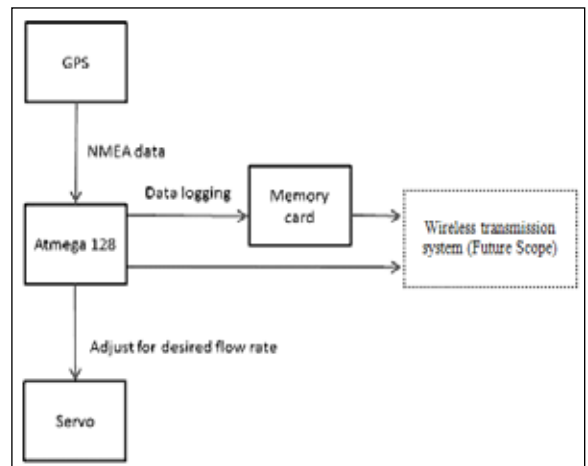 GPS
NMEA data
Data logging
Memory
card
Wireless transmission
system (Future Scope)
Atmega 128
Adjust for desired flow rate
Servo